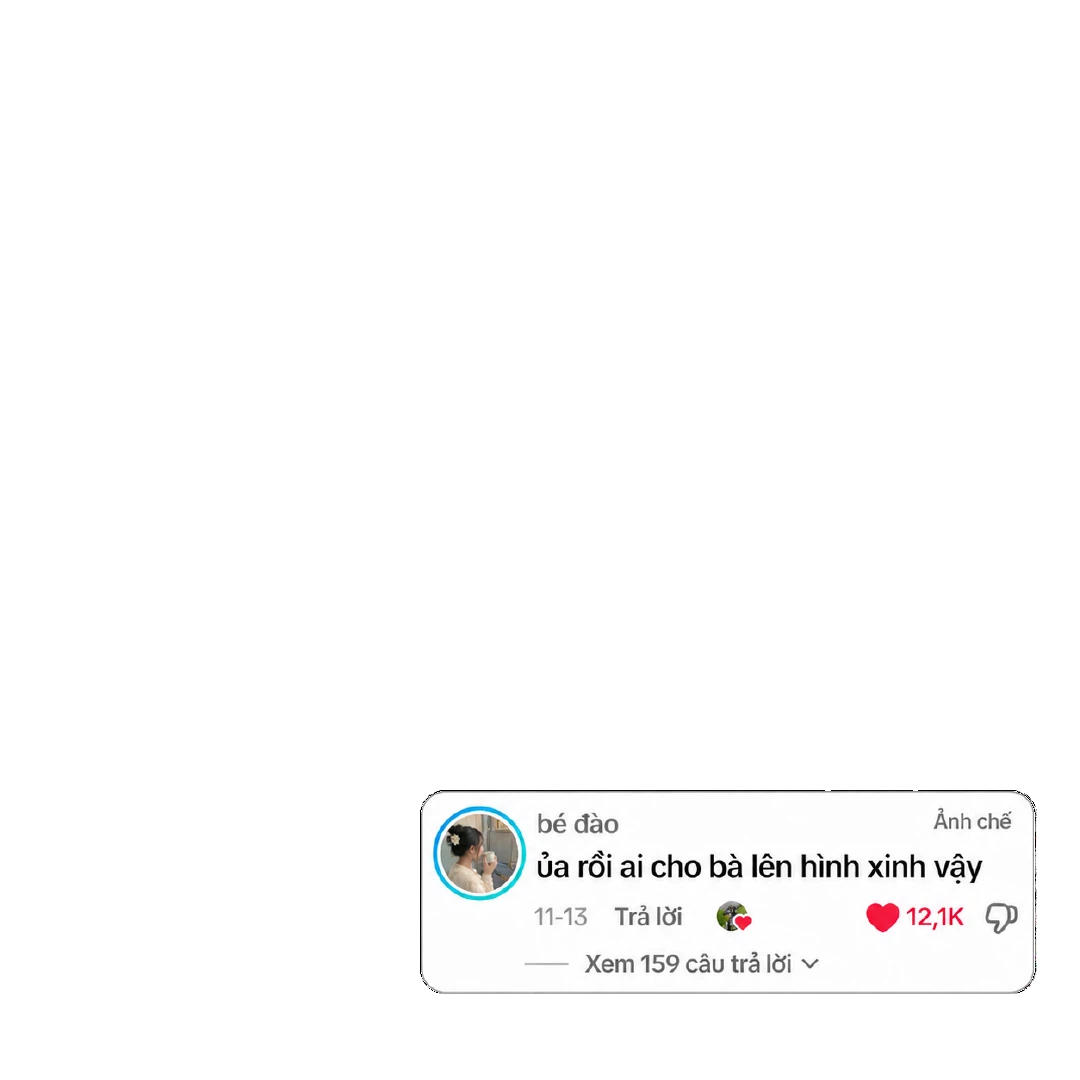 bé đào
Ảnh chế
ủa rồi ai cho bà lên hình xinh vậy
11-13 Trả lời 12,1K
Xem 159 câu trả lời